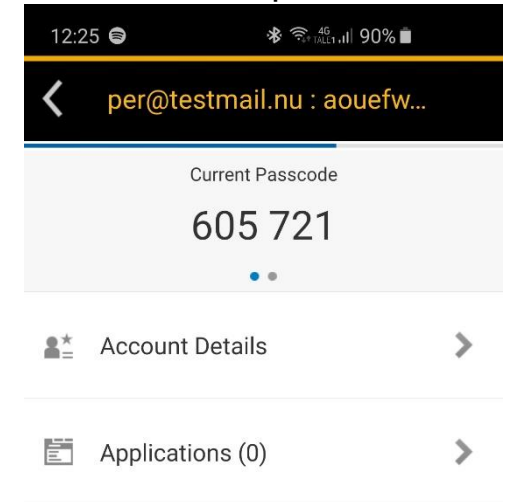 12:25 90%
per@testmail.nu : aouefw...
Current Passcode
605 721
Account Details
Applications (0)